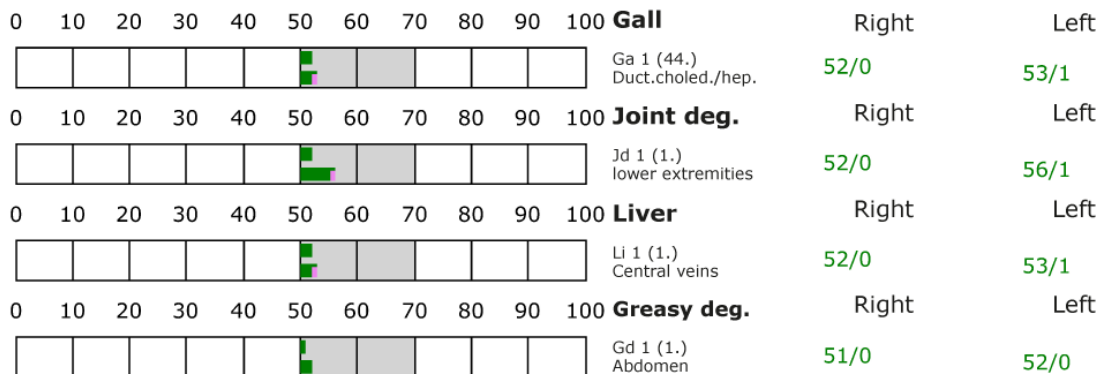 0 10 20 30 40 50 60 70 80 90 100 Gall Right Left
Ga 1 (44.) 52/0 53/1
Duct.choled./hep.
0 10 20 30 40 50 60 70 80 90 100 Joint deg. Right Left
Jd 1 (1.) 52/0 56/1
lower extremities
0 10 20 30 40 50 60 70 80 90 100 Liver Right Left
Li 1 (1.) 52/0 53/1
Central veins
0 10 20 30 40 50 60 70 80 90 100 Greasy deg. Right Left
Gd 1 (1.) 51/0 52/0
Abdomen